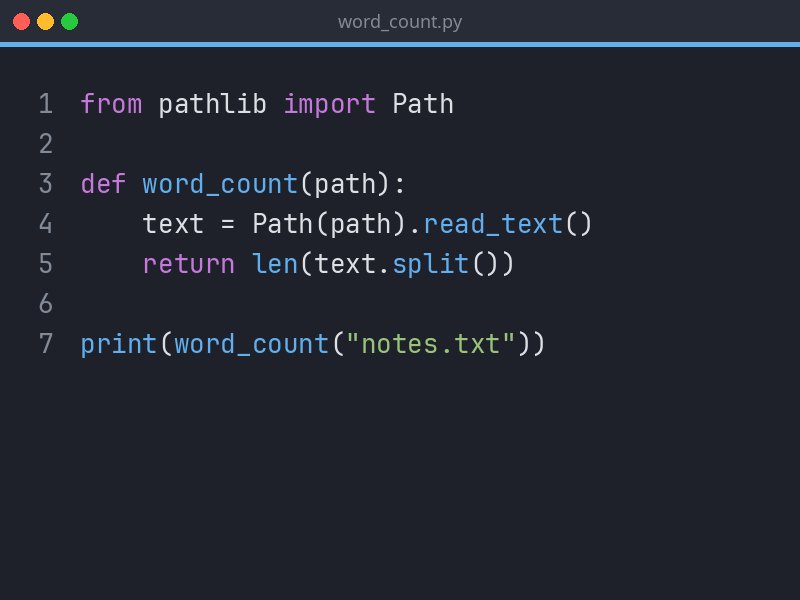 word_count.py
1 from pathlib import Path
2
3 def word_count(path):
4     text = Path(path).read_text()
5     return len(text.split())
6
7 print(word_count("notes.txt"))